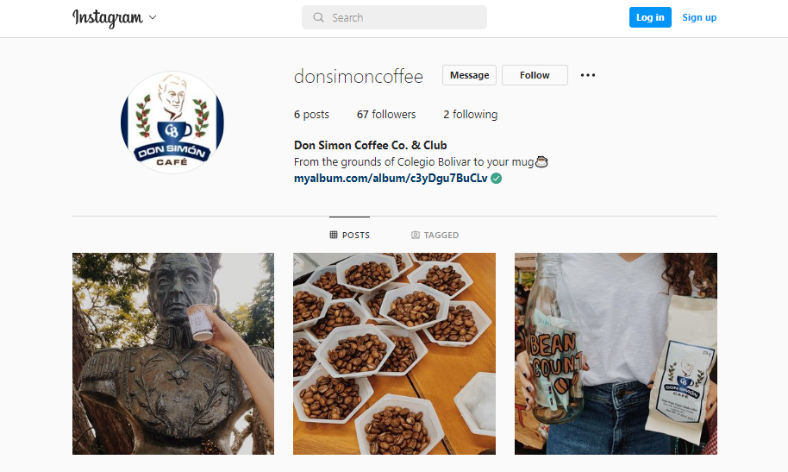 Instagram
Search
Log in
Sign up
donsimoncoffee
Message
Follow
6 posts
67 followers
2 following
Don Simon Coffee Co. & Club
From the grounds of Colegio Bolivar to your mug☕
myalbum.com/album/c3yDgu7BuCLv
CB
DON SIMÓN
CAFÉ
POSTS
TAGGED
BEAN
COUNT
CB
DON SIMÓN
CAFÉ